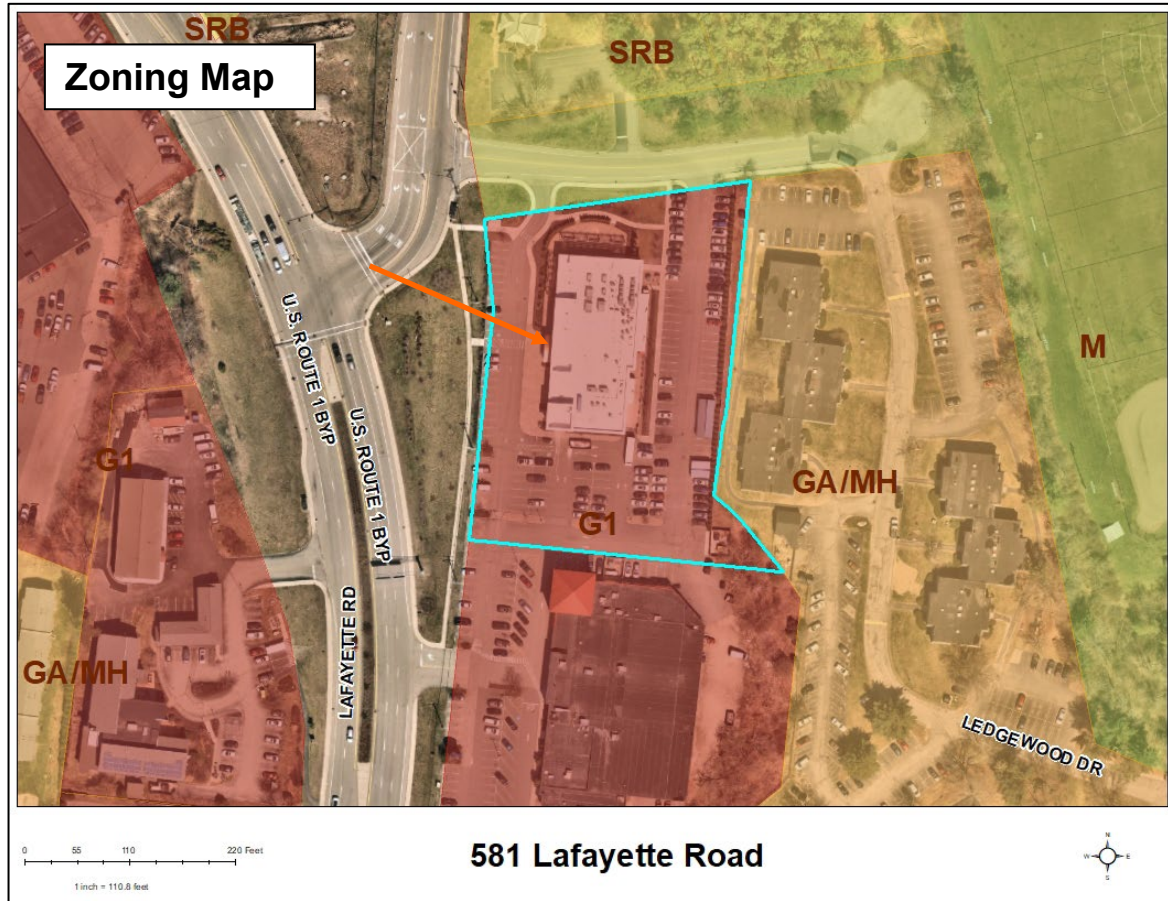 SRB
Zoning Map
SRB
M
U.S. ROUTE 1 BYP
U.S. ROUTE 1 BYP
G1
GA/MH
G1
LAFAYETTE RD
GA/MH
LEDGEWOOD DR
0 55 110 220 Feet
1 inch = 110.8 feet
581 Lafayette Road
N
W E
S